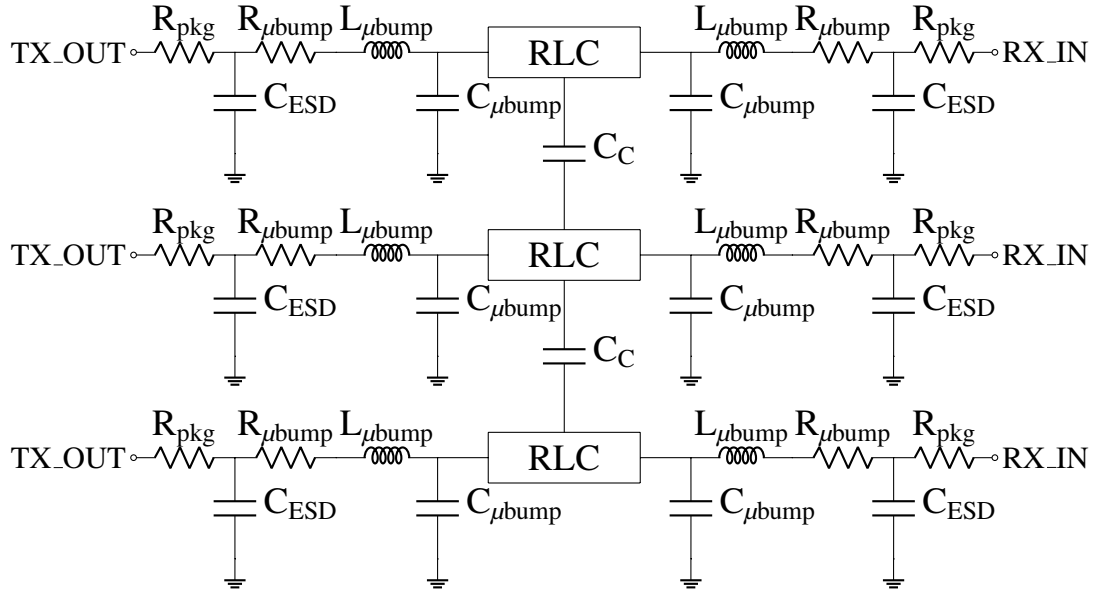 R_pkg R_μbump L_μbump L_μbump R_μbump R_pkg
TX_OUT RLC RX_IN
C_ESD C_μbump C_μbump C_ESD
C_C
R_pkg R_μbump L_μbump L_μbump R_μbump R_pkg
TX_OUT RLC RX_IN
C_ESD C_μbump C_μbump C_ESD
C_C
R_pkg R_μbump L_μbump L_μbump R_μbump R_pkg
TX_OUT RLC RX_IN
C_ESD C_μbump C_μbump C_ESD